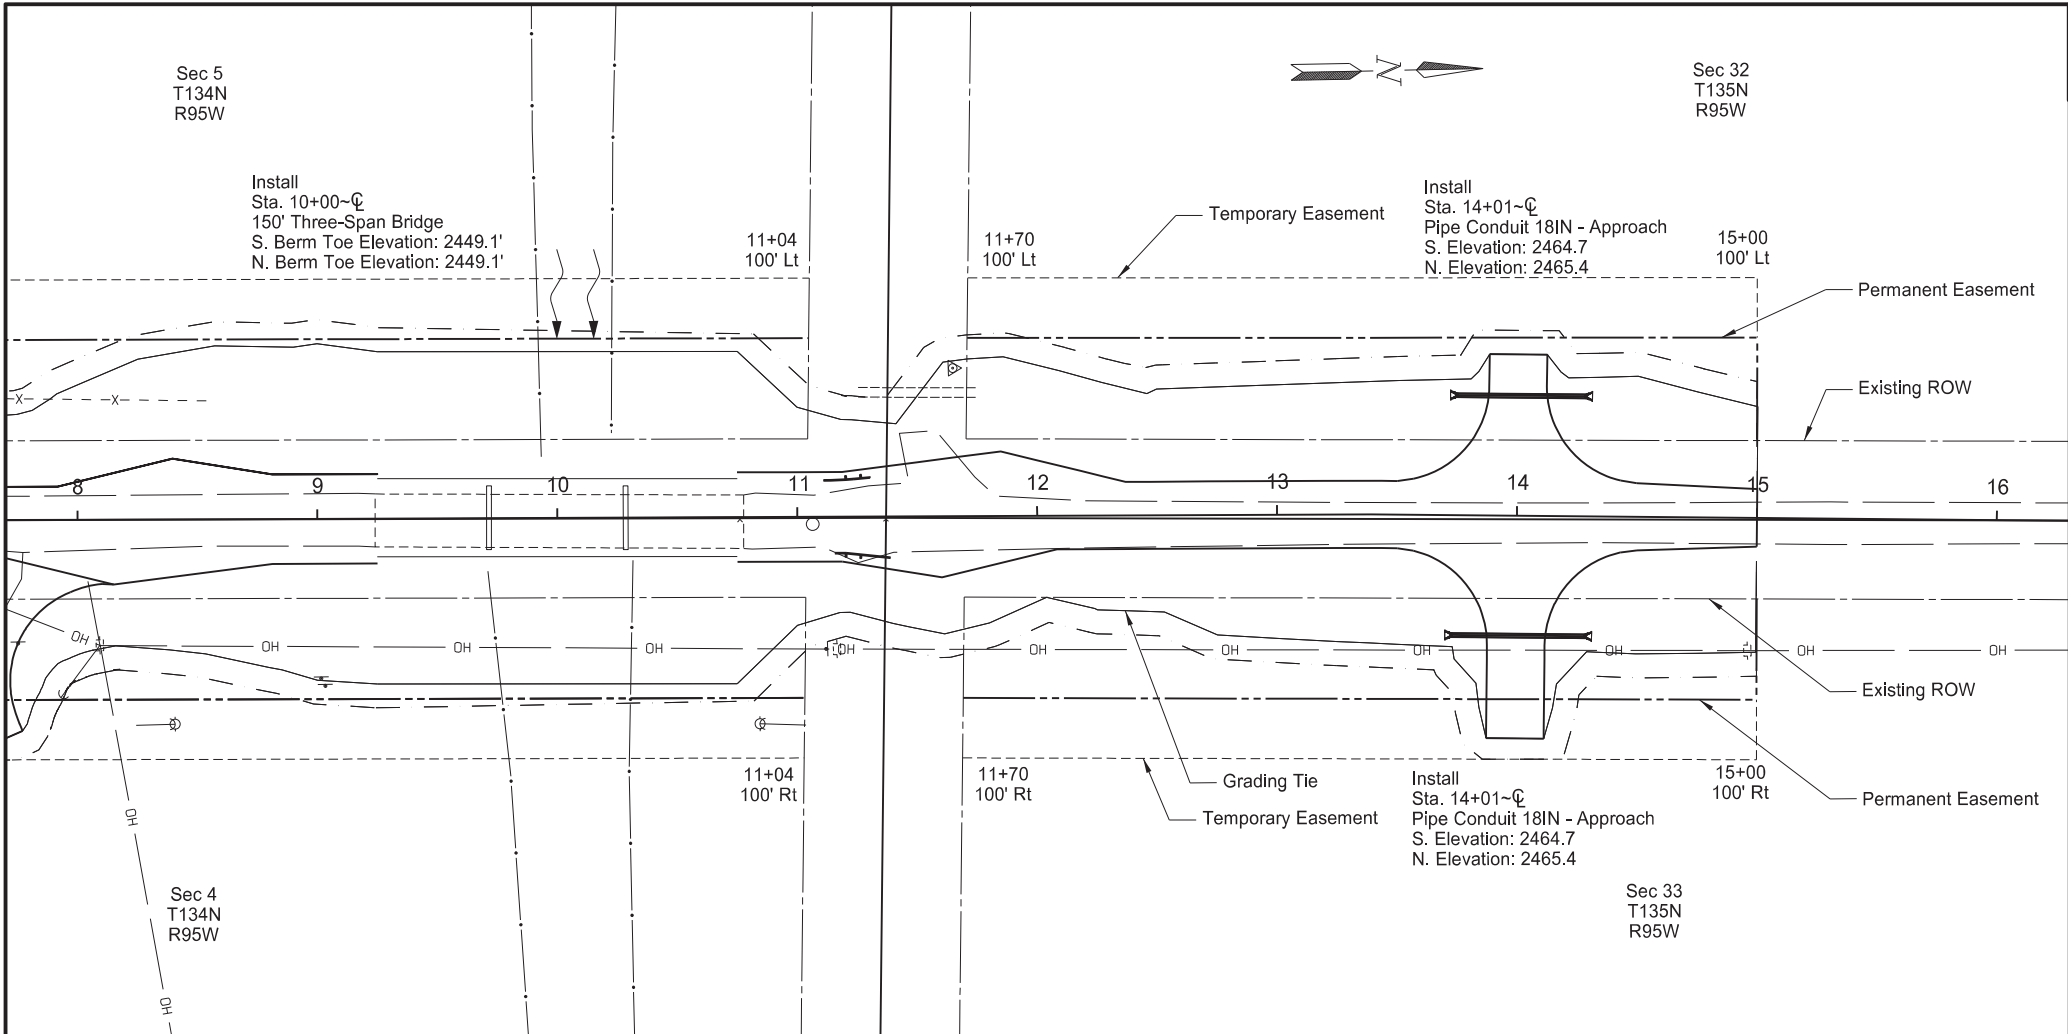 Sec 5
T134N
R95W
N
Sec 32
T135N
R95W
Install
Sta. 10+00~℄
150' Three-Span Bridge
S. Berm Toe Elevation: 2449.1'
N. Berm Toe Elevation: 2449.1'
11+04
100' Lt
11+70
100' Lt
Temporary Easement
Install
Sta. 14+01~℄
Pipe Conduit 18IN - Approach
S. Elevation: 2464.7
N. Elevation: 2465.4
15+00
100' Lt
Permanent Easement
Existing ROW
X X
8 9 10 11 12 13 14 15 16
OH OH OH OH OH OH OH OH OH OH OH
Existing ROW
11+04
100' Rt
11+70
100' Rt
Grading Tie
Temporary Easement
Install
Sta. 14+01~℄
Pipe Conduit 18IN - Approach
S. Elevation: 2464.7
N. Elevation: 2465.4
15+00
100' Rt
Permanent Easement
OH
OH
Sec 4
T134N
R95W
Sec 33
T135N
R95W